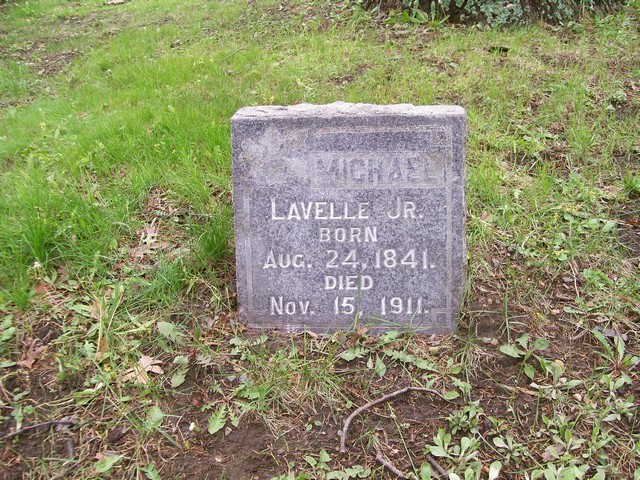 MICHAEL
LAVELLE JR.
BORN
AUG. 24, 1841.
DIED
NOV. 15, 1911.